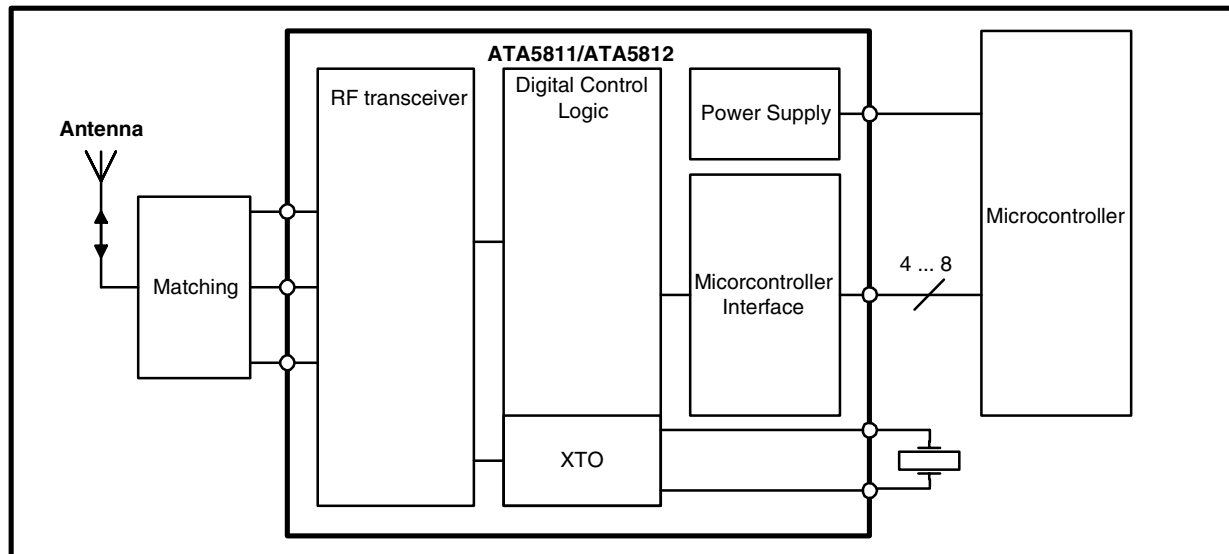 ATA5811/ATA5812
RF transceiver
Digital Control
Logic
Power Supply
Antenna
Matching
Microcontroller
4 ... 8
Micorcontroller
Interface
XTO